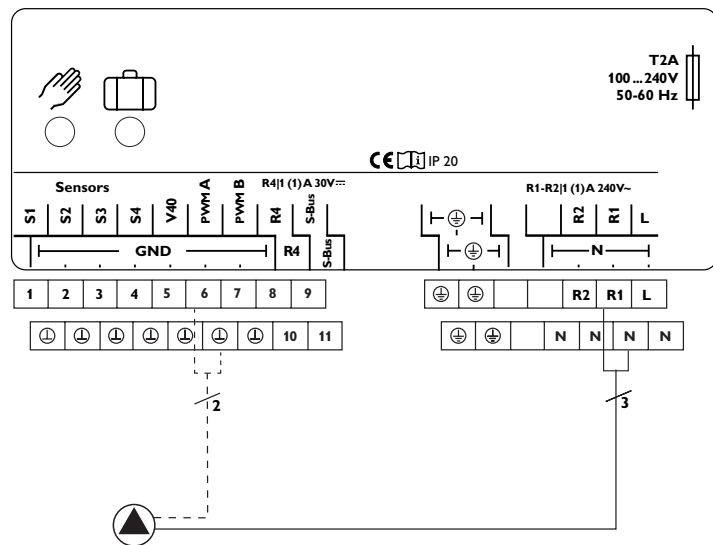 T2A
100 ... 240V
50-60 Hz
CE i IP 20
Sensors
R4|1 (1) A 30V⎓
R1-R2|1 (1) A 240V~
S1 S2 S3 S4 V40 PWM A PWM B R4 S-Bus
R2 R1 L
GND R4 S-Bus
N
1 2 3 4 5 6 7 8 9
R2 R1 L
10 11
N N N N
2
3